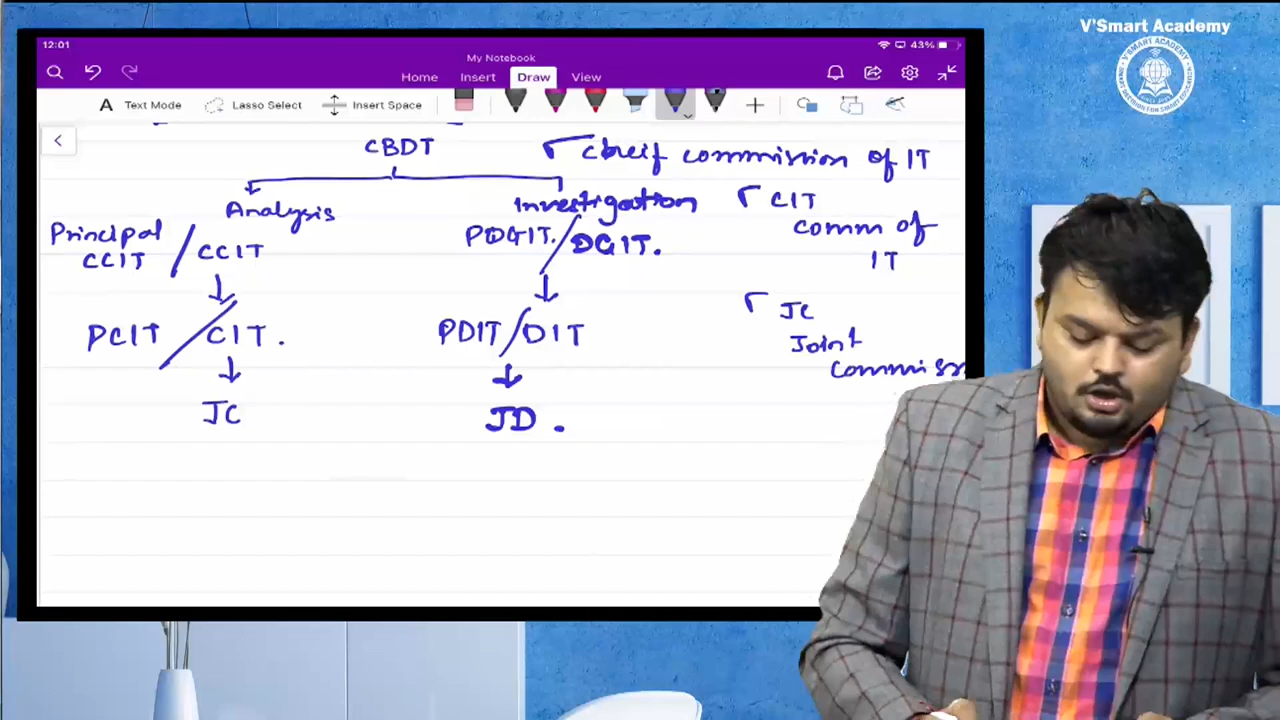 V'Smart Academy
12:01
43%
My Notebook
Home Insert Draw View
A Text Mode Lasso Select Insert Space
CBDT
Cheif commission of IT
Analysis
Investigation
CIT
Comm of
IT
Principal
CCIT / CCIT
PDGIT. / DGIT.
PCIT / CIT.
PDIT / DIT
JC
Joint
Commiss
JC
JD.